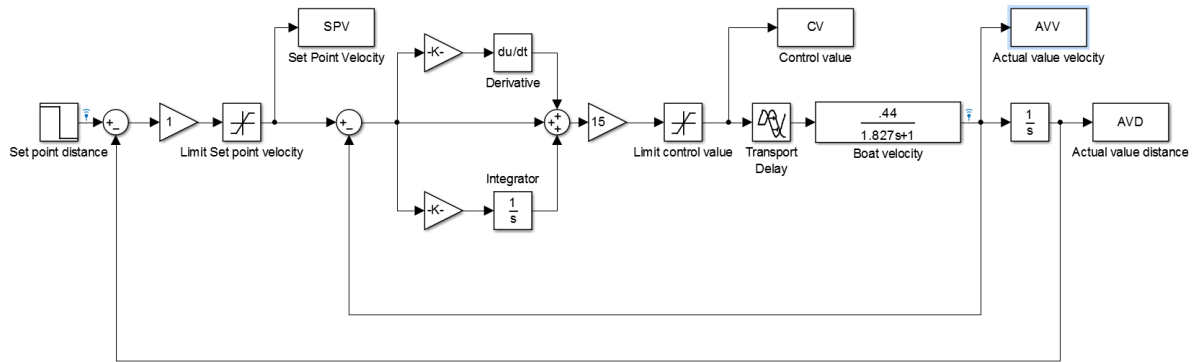 SPV
Set Point Velocity
CV
Control value
AVV
Actual value velocity
-K-
du/dt
Derivative
Set point distance
+
−
1
Limit Set point velocity
+
−
+
+
+
15
Limit control value
Transport
Delay
.44
1.827s+1
Boat velocity
1
s
AVD
Actual value distance
-K-
Integrator
1
s